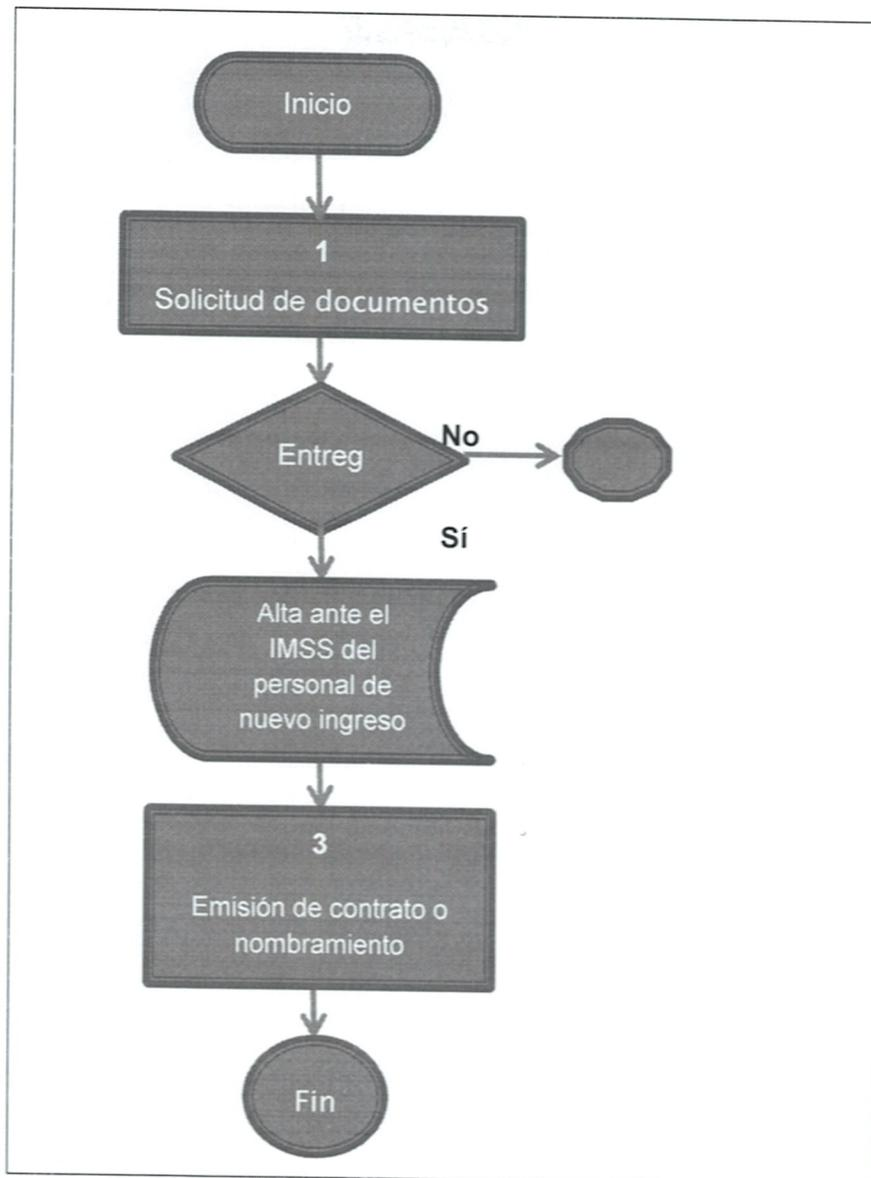 Inicio
1
Solicitud de documentos
Entreg
No
Sí
Alta ante el
IMSS del
personal de
nuevo ingreso
3
Emisión de contrato o
nombramiento
Fin